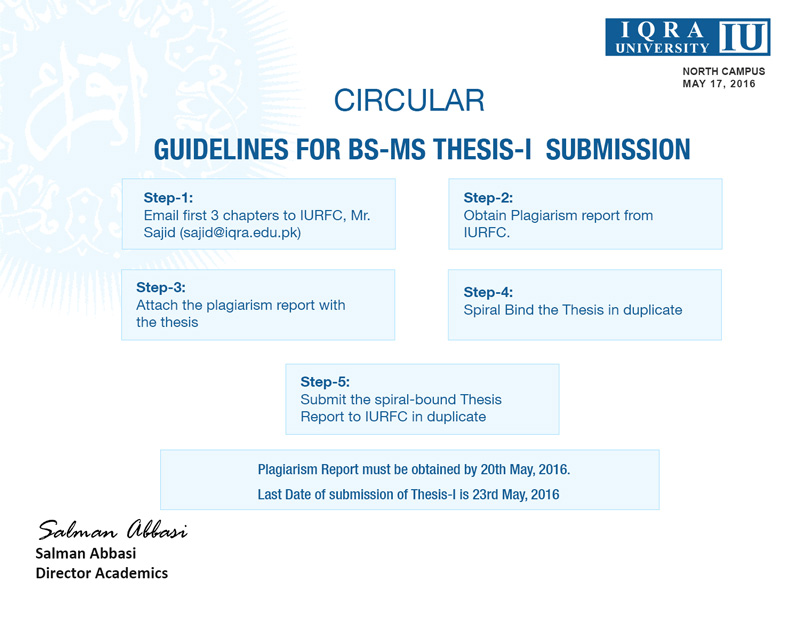 IQRA
UNIVERSITY
IU
NORTH CAMPUS
MAY 17, 2016
CIRCULAR
GUIDELINES FOR BS-MS THESIS-I SUBMISSION
Step-1:
Email first 3 chapters to IURFC, Mr.
Sajid (sajid@iqra.edu.pk)
Step-2:
Obtain Plagiarism report from
IURFC.
Step-3:
Attach the plagiarism report with
the thesis
Step-4:
Spiral Bind the Thesis in duplicate
Step-5:
Submit the spiral-bound Thesis
Report to IURFC in duplicate
Plagiarism Report must be obtained by 20th May, 2016.
Last Date of submission of Thesis-I is 23rd May, 2016
Salman Abbasi
Salman Abbasi
Director Academics